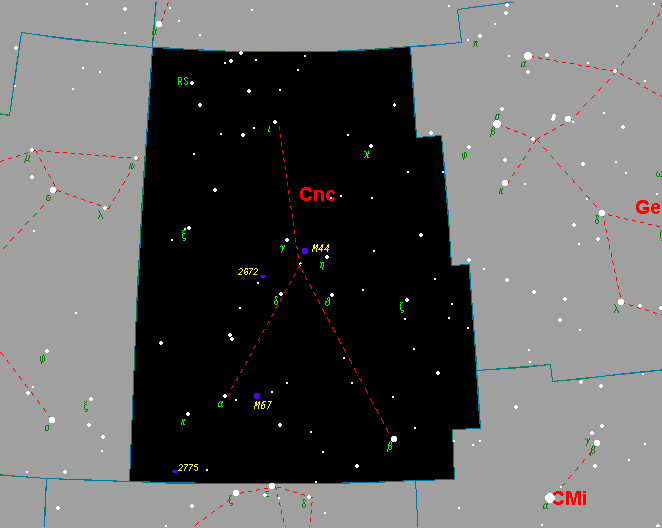 α
π
α
RS
σ
β
ι
μ
χ
φ
κ
κ
ε
Cnc
λ
Ge
δ
ξ
γ
M44
η
2672
δ
θ
ζ
λ
ψ
ξ
α
M67
ο
π
γ
β
β
2775
ζ
ε
δ
α
CMi